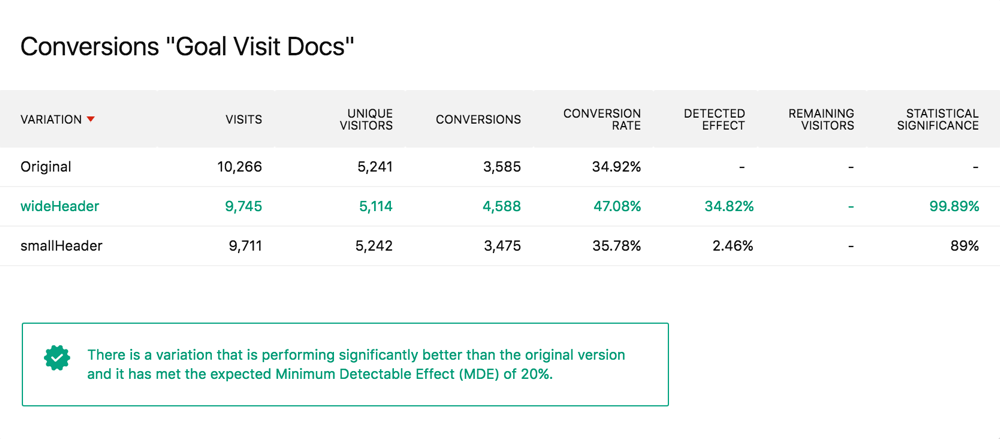 Conversions "Goal Visit Docs"
VARIATION VISITS UNIQUE VISITORS CONVERSIONS CONVERSION RATE DETECTED EFFECT REMAINING VISITORS STATISTICAL SIGNIFICANCE
Original 10,266 5,241 3,585 34.92% - - -
wideHeader 9,745 5,114 4,588 47.08% 34.82% - 99.89%
smallHeader 9,711 5,242 3,475 35.78% 2.46% - 89%
There is a variation that is performing significantly better than the original version
and it has met the expected Minimum Detectable Effect (MDE) of 20%.